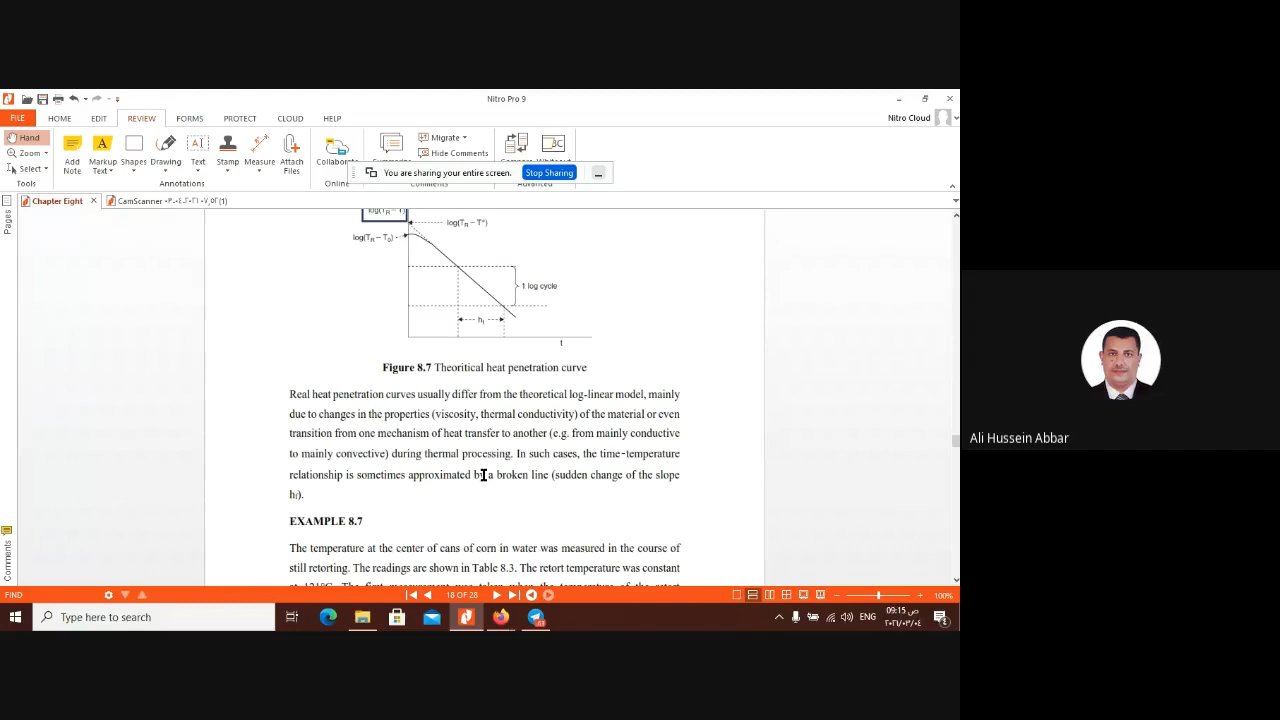 Nitro Pro 9
FILE HOME EDIT REVIEW FORMS PROTECT CLOUD HELP
Nitro Cloud
Hand
Zoom
Select
Tools
Add Note
Markup Text
Shapes
Drawing
Text
Stamp
Measure
Attach Files
Annotations
Migrate
Hide Comments
You are sharing your entire screen.
Stop Sharing
Chapter Eight
Pages
log(TR − T*)
log(TR − T0)
1 log cycle
t
Figure 8.7 Theoritical heat penetration curve
Real heat penetration curves usually differ from the theoretical log-linear model, mainly
due to changes in the properties (viscosity, thermal conductivity) of the material or even
transition from one mechanism of heat transfer to another (e.g. from mainly conductive
to mainly convective) during thermal processing. In such cases, the time-temperature
relationship is sometimes approximated by a broken line (sudden change of the slope
EXAMPLE 8.7
The temperature at the center of cans of corn in water was measured in the course of
still retorting. The readings are shown in Table 8.3. The retort temperature was constant
Comments
FIND
18 OF 28
100%
Type here to search
ENG
09:15 ص
٢٠٢١/٠٣/٠٤
Ali Hussein Abbar